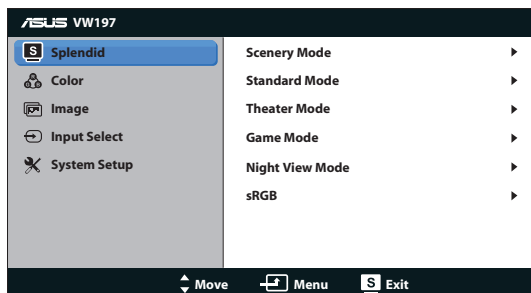 ASUS VW197
S Splendid
Color
Image
Input Select
System Setup
Scenery Mode
Standard Mode
Theater Mode
Game Mode
Night View Mode
sRGB
Move Menu S Exit